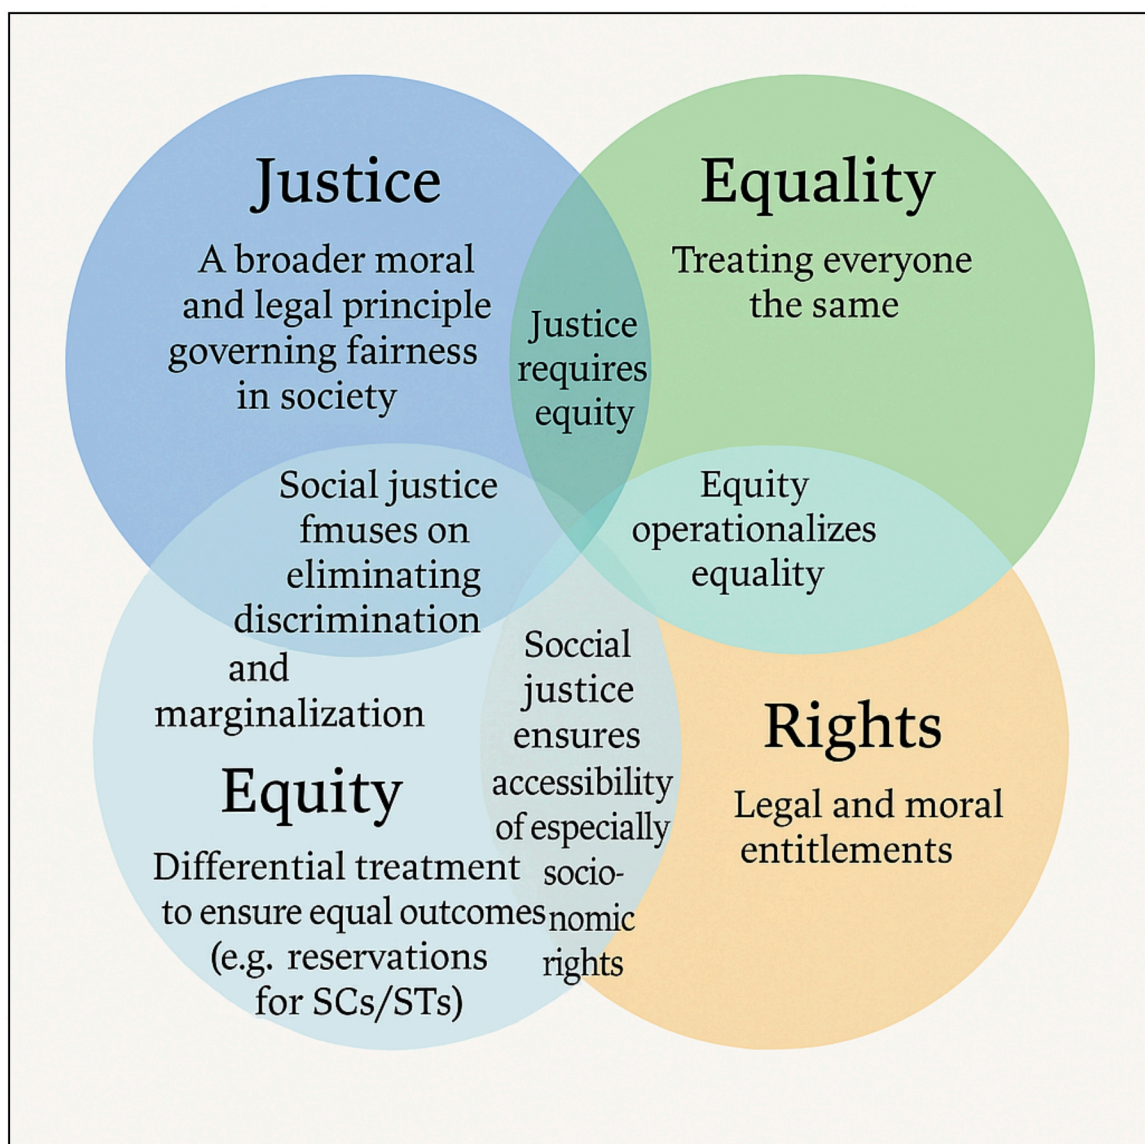 Justice
A broader moral
and legal principle
governing fairness
in society
Equality
Treating everyone
the same
Justice
requires
equity
Social justice
fmuses on
eliminating
discrimination
and
marginalization
Equity
operationalizes
equality
Equity
Differential treatment
to ensure equal outcomes
(e.g. reservations
for SCs/STs)
Soccial
justice
ensures
accessibility
of especially
socio-
nomic
rights
Rights
Legal and moral
entitlements